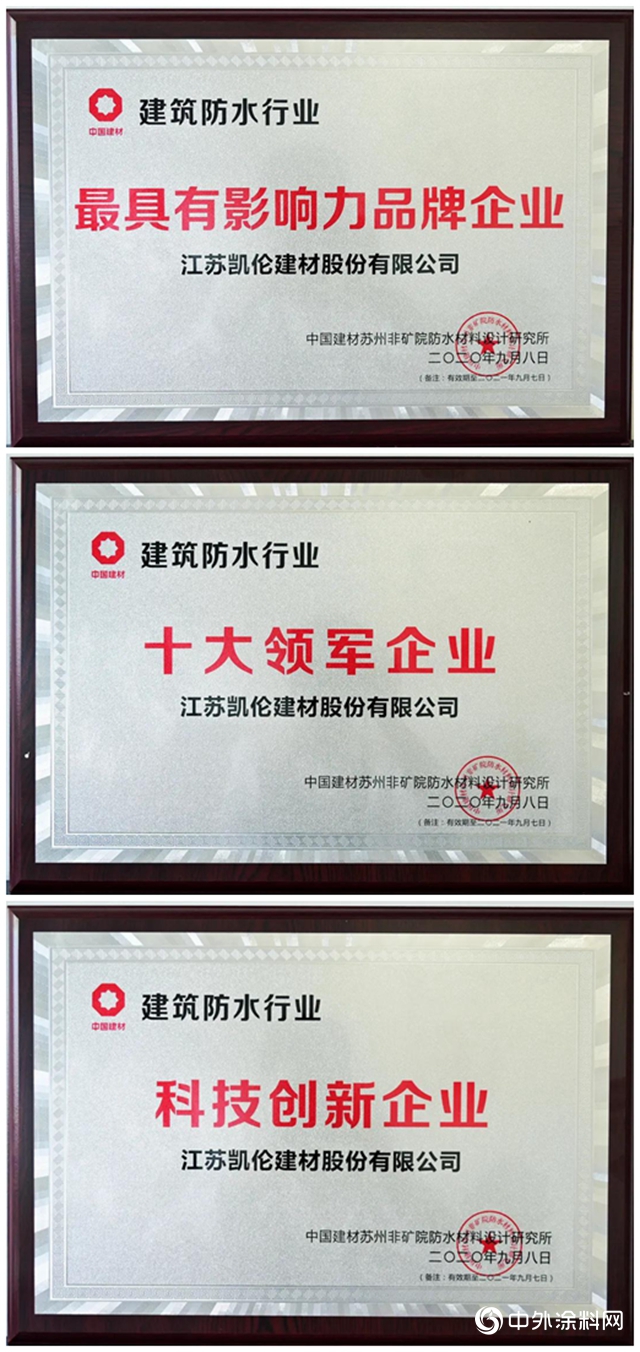 中国建材
建筑防水行业
最具有影响力品牌企业
江苏凯伦建材股份有限公司
中国建材苏州非矿院防水材料设计研究所
二〇二〇年九月八日
（备注：有效期至二〇二一年九月七日）
中国建材
建筑防水行业
十大领军企业
江苏凯伦建材股份有限公司
中国建材苏州非矿院防水材料设计研究所
二〇二〇年九月八日
（备注：有效期至二〇二一年九月七日）
中国建材
建筑防水行业
科技创新企业
江苏凯伦建材股份有限公司
中国建材苏州非矿院防水材料设计研究所
二〇二〇年九月八日
（备注：有效期至二〇二一年九月七日）
中外涂料网